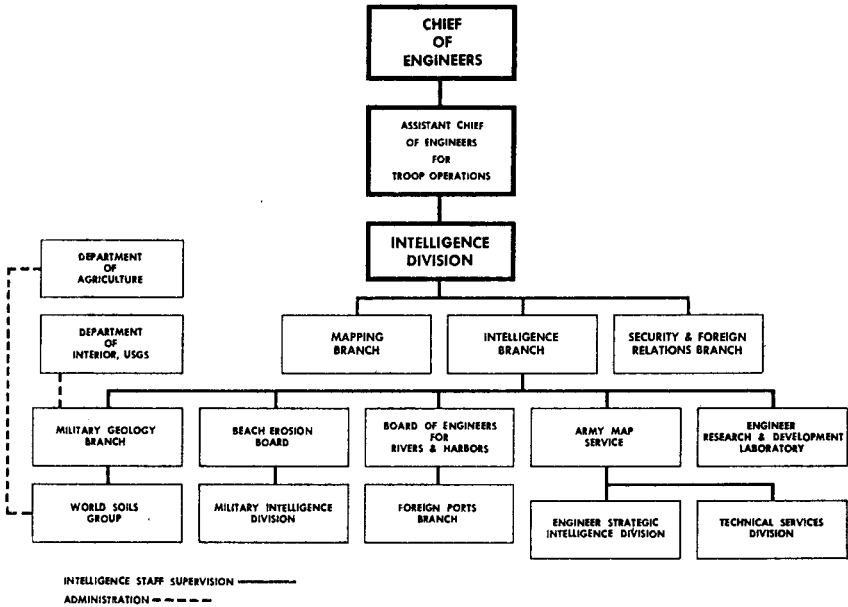 CHIEF
OF
ENGINEERS
ASSISTANT CHIEF
OF ENGINEERS
FOR
TROOP OPERATIONS
INTELLIGENCE
DIVISION
DEPARTMENT
OF
AGRICULTURE
DEPARTMENT
OF
INTERIOR, USGS
MAPPING
BRANCH
INTELLIGENCE
BRANCH
SECURITY & FOREIGN
RELATIONS BRANCH
MILITARY GEOLOGY
BRANCH
BEACH EROSION
BOARD
BOARD OF ENGINEERS
FOR
RIVERS & HARBORS
ARMY MAP
SERVICE
ENGINEER
RESEARCH & DEVELOPMENT
LABORATORY
WORLD SOILS
GROUP
MILITARY INTELLIGENCE
DIVISION
FOREIGN PORTS
BRANCH
ENGINEER STRATEGIC
INTELLIGENCE DIVISION
TECHNICAL SERVICES
DIVISION
INTELLIGENCE STAFF SUPERVISION
ADMINISTRATION